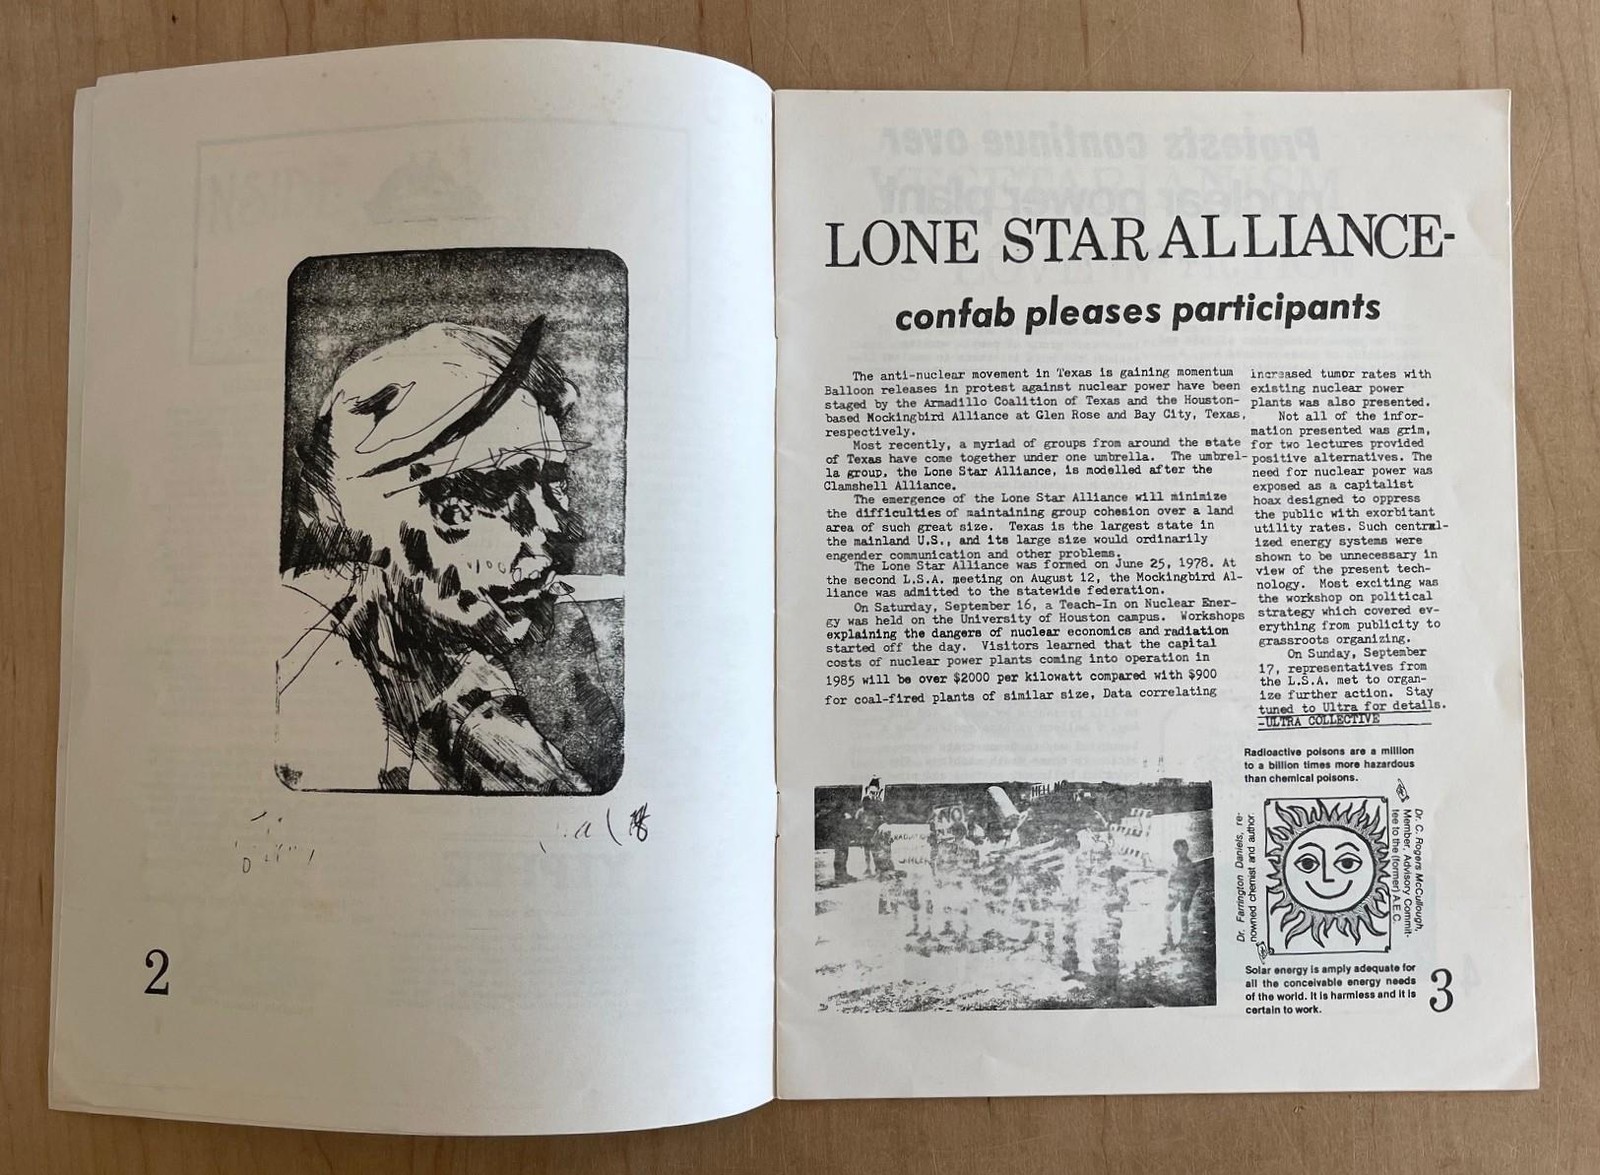 2
LONE STAR ALLIANCE-
confab pleases participants
The anti-nuclear movement in Texas is gaining momentum
Balloon releases in protest against nuclear power have been
staged by the Armadillo Coalition of Texas and the Houston-
based Mockingbird Alliance at Glen Rose and Bay City, Texas,
respectively.
Most recently, a myriad of groups from around the state
of Texas have come together under one umbrella. The umbrel-
la group, the Lone Star Alliance, is modelled after the
Clamshell Alliance.
The emergence of the Lone Star Alliance will minimize
the difficulties of maintaining group cohesion over a land
area of such great size. Texas is the largest state in
the mainland U.S., and its large size would ordinarily
engender communication and other problems.
The Lone Star Alliance was formed on June 25, 1978. At
the second L.S.A. meeting on August 12, the Mockingbird Al-
liance was admitted to the statewide federation.
On Saturday, September 16, a Teach-In on Nuclear Ener-
gy was held on the University of Houston campus. Workshops
explaining the dangers of nuclear economics and radiation
started off the day. Visitors learned that the capital
costs of nuclear power plants coming into operation in
1985 will be over $2000 per kilowatt compared with $900
for coal-fired plants of similar size, Data correlating
increased tumor rates with
existing nuclear power
plants was also presented.
Not all of the infor-
mation presented was grim,
for two lectures provided
positive alternatives. The
need for nuclear power was
exposed as a capitalist
hoax designed to oppress
the public with exorbitant
utility rates. Such central-
ized energy systems were
shown to be unnecessary in
view of the present tech-
nology. Most exciting was
the workshop on political
strategy which covered ev-
erything from publicity to
grassroots organizing.
On Sunday, September
17, representatives from
the L.S.A. met to organ-
ize further action. Stay
tuned to Ultra for details.
-ULTRA COLLECTIVE
Radioactive poisons are a million
to a billion times more hazardous
than chemical poisons.
Dr. C. Rogers McCullough,
Member, Advisory Commit-
tee to the (former) A.E.C.
Dr. Farrington Daniels, re-
nowned chemist and author.
Solar energy is amply adequate for
all the conceivable energy needs
of the world. It is harmless and it is
certain to work.
NO
HELL N
3